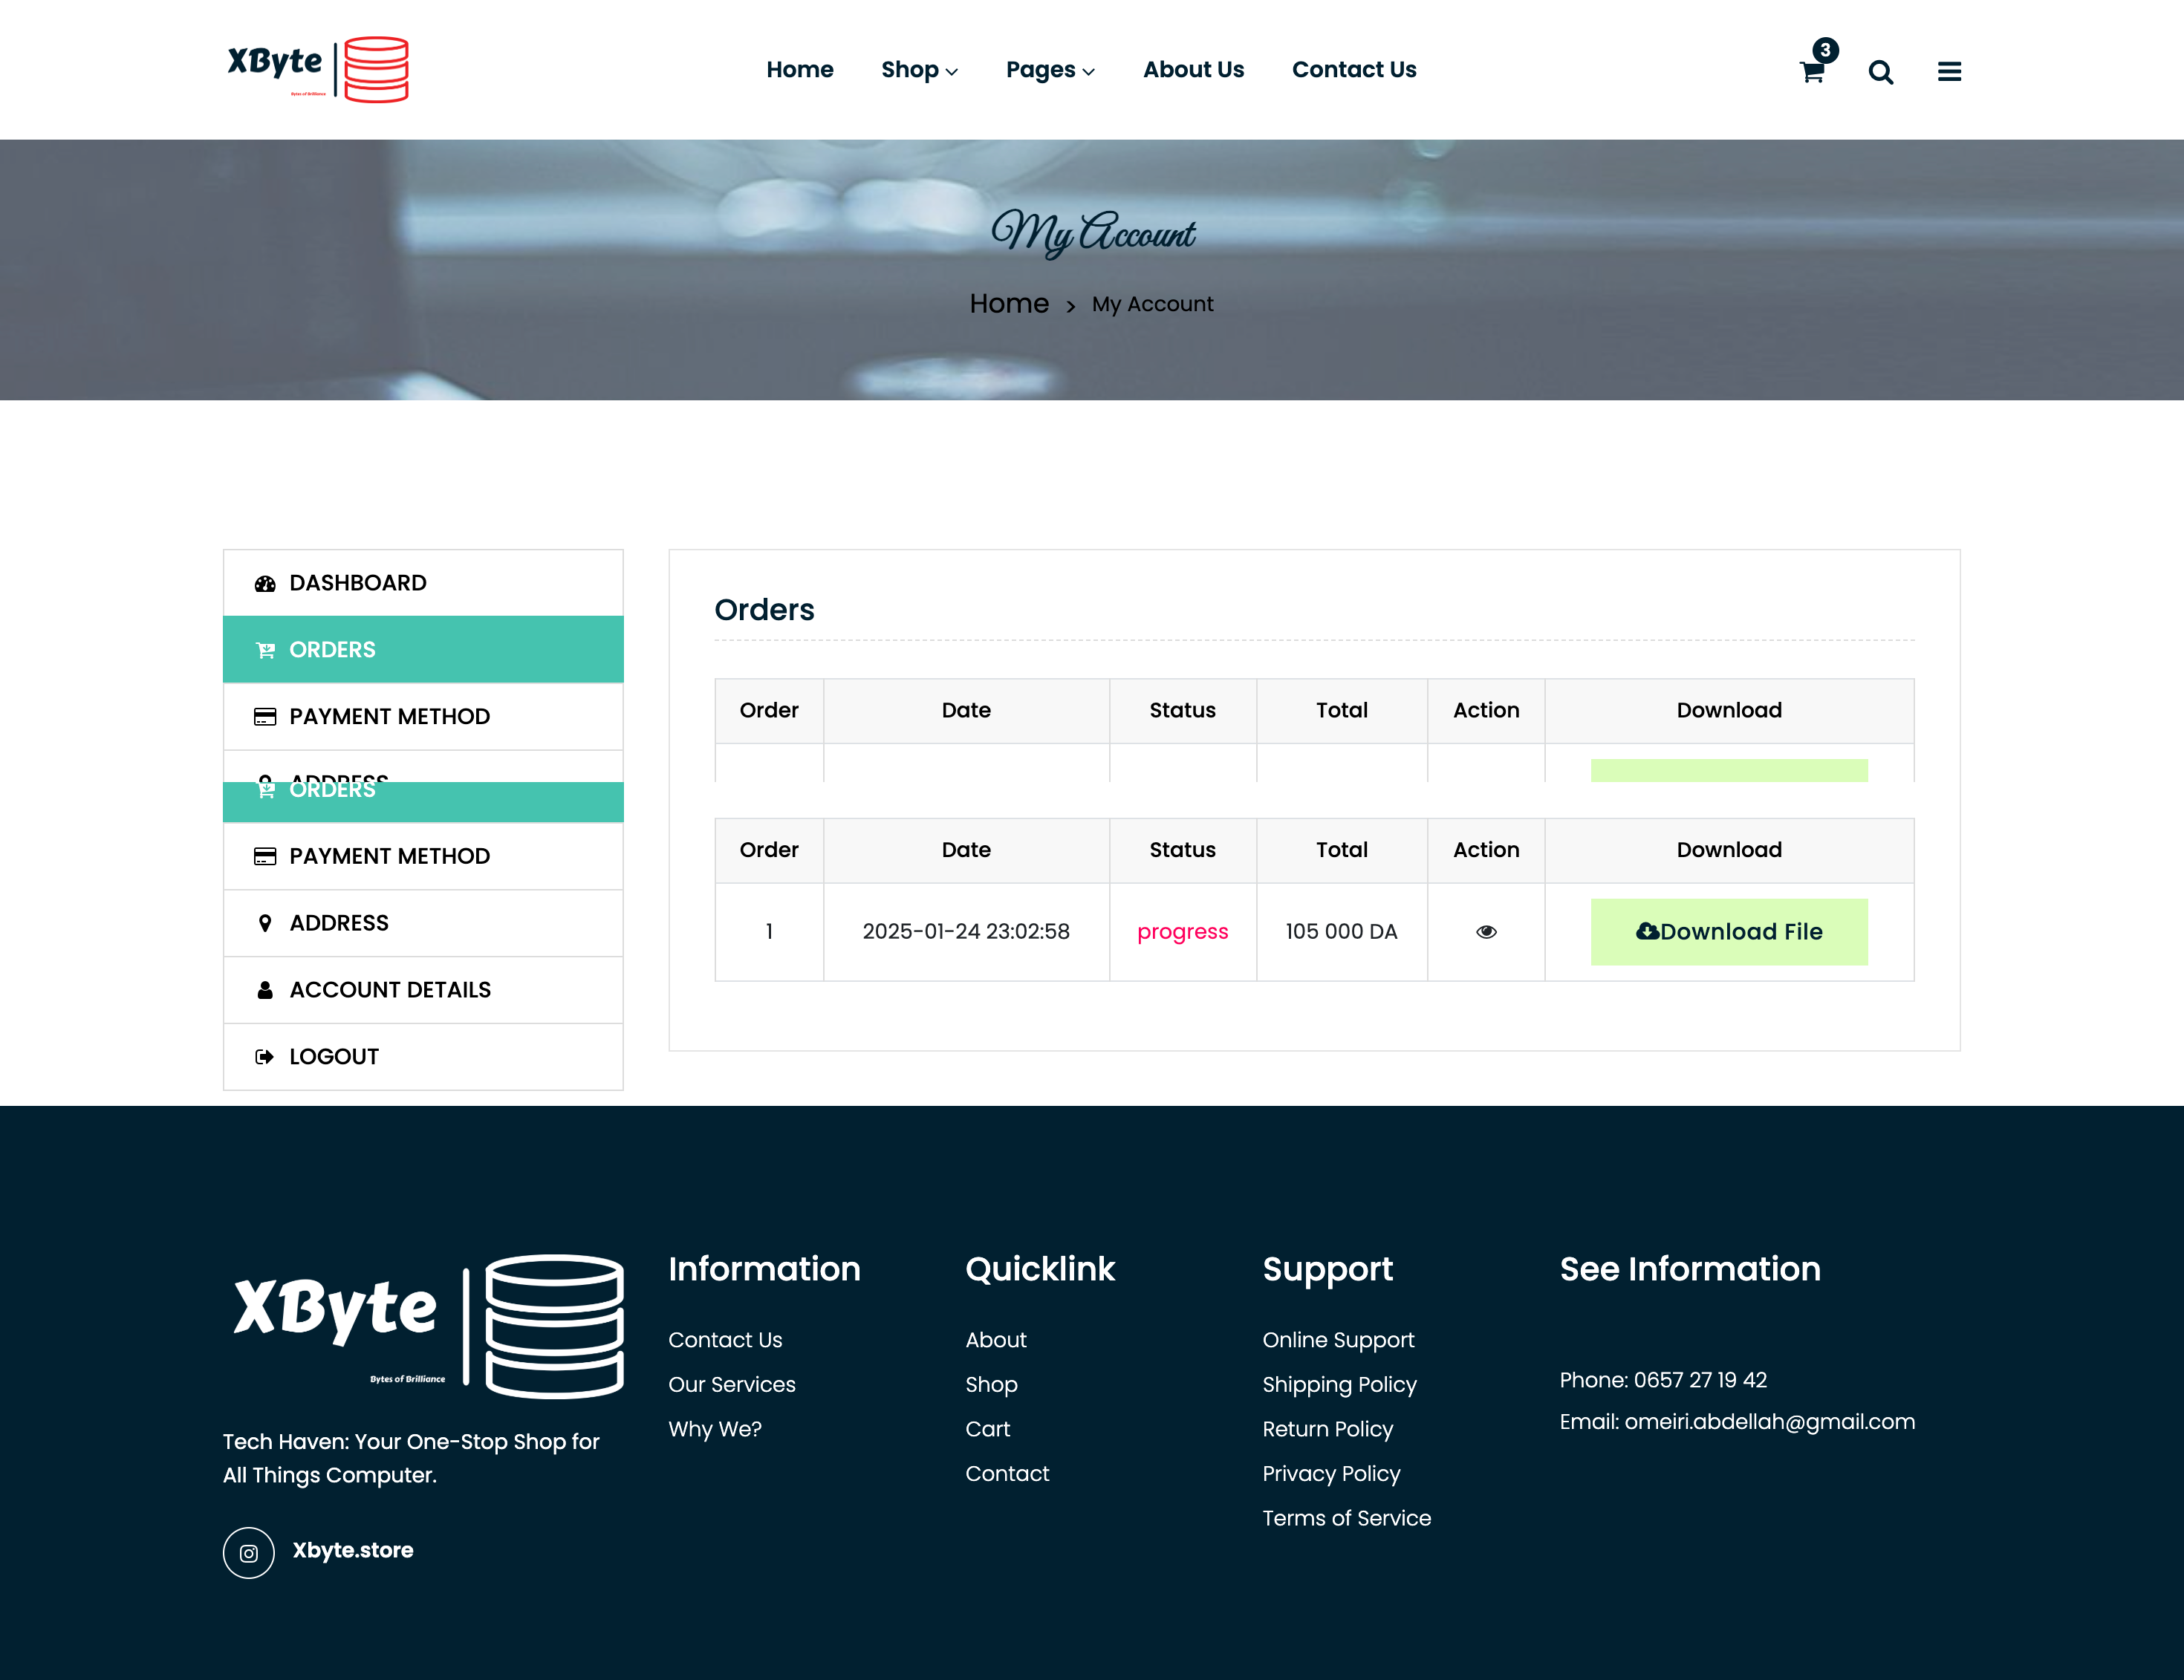 XByte
Bytes of Brilliance
Home Shop Pages About Us Contact Us
3
My Account
Home > My Account
DASHBOARD
ORDERS
PAYMENT METHOD
ADDRESS
ORDERS
PAYMENT METHOD
ADDRESS
ACCOUNT DETAILS
LOGOUT
Orders
Order Date Status Total Action Download
Order Date Status Total Action Download
1 2025-01-24 23:02:58 progress 105 000 DA Download File
XByte
Bytes of Brilliance
Tech Haven: Your One-Stop Shop for
All Things Computer.
Xbyte.store
Information
Contact Us
Our Services
Why We?
Quicklink
About
Shop
Cart
Contact
Support
Online Support
Shipping Policy
Return Policy
Privacy Policy
Terms of Service
See Information
Phone: 0657 27 19 42
Email: omeiri.abdellah@gmail.com